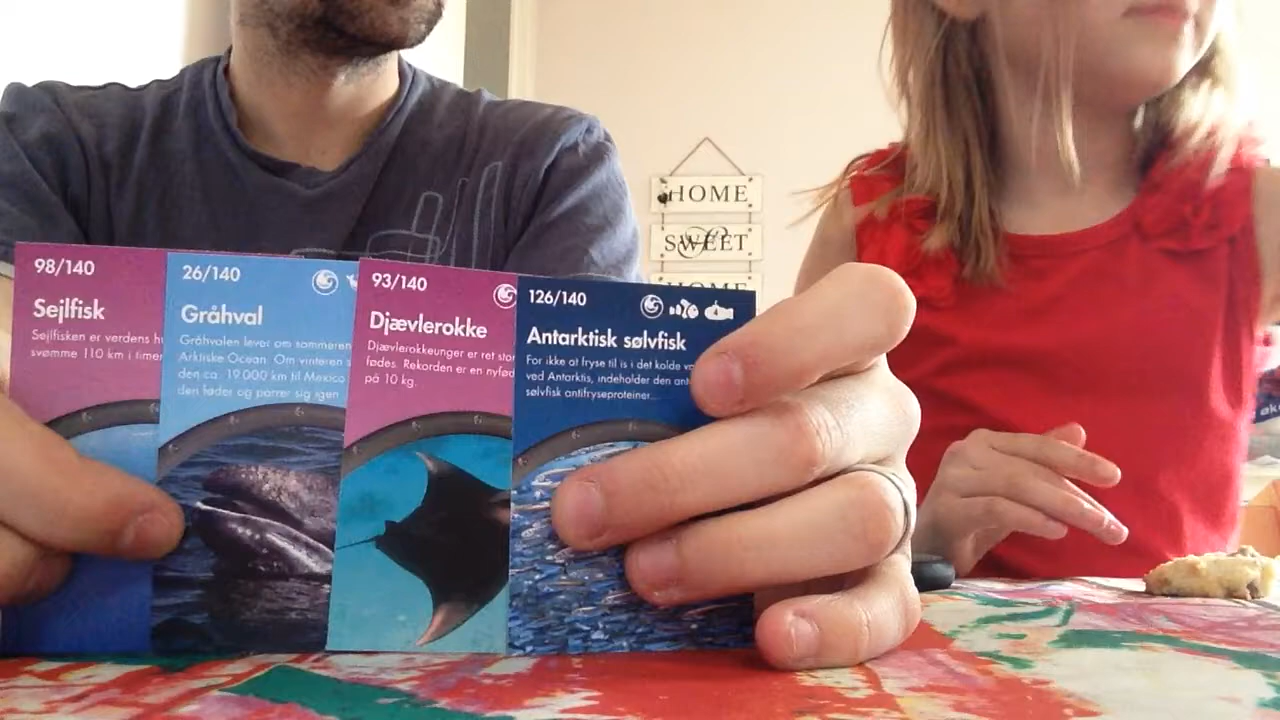 HOME
SWEET
HOME
98/140
Sejlfisk
Sejlfisken er verdens
svømme 110 km i timer
26/140
Gråhval
Gråhvalen lever om sommeren
Arktiske Ocean. Om vinteren
den ca. 19 000 km til Mexico
den føder og parrer sig igen
93/140
Djævlerokke
Djævlerokkeunger er ret
fødes. Rekorden er en
på 10 kg.
126/140
Antarktisk sølvfisk
For ikke at fryse til is i det kolde
ved Antarktis, indeholder den
sølvfisk antifryseproteiner